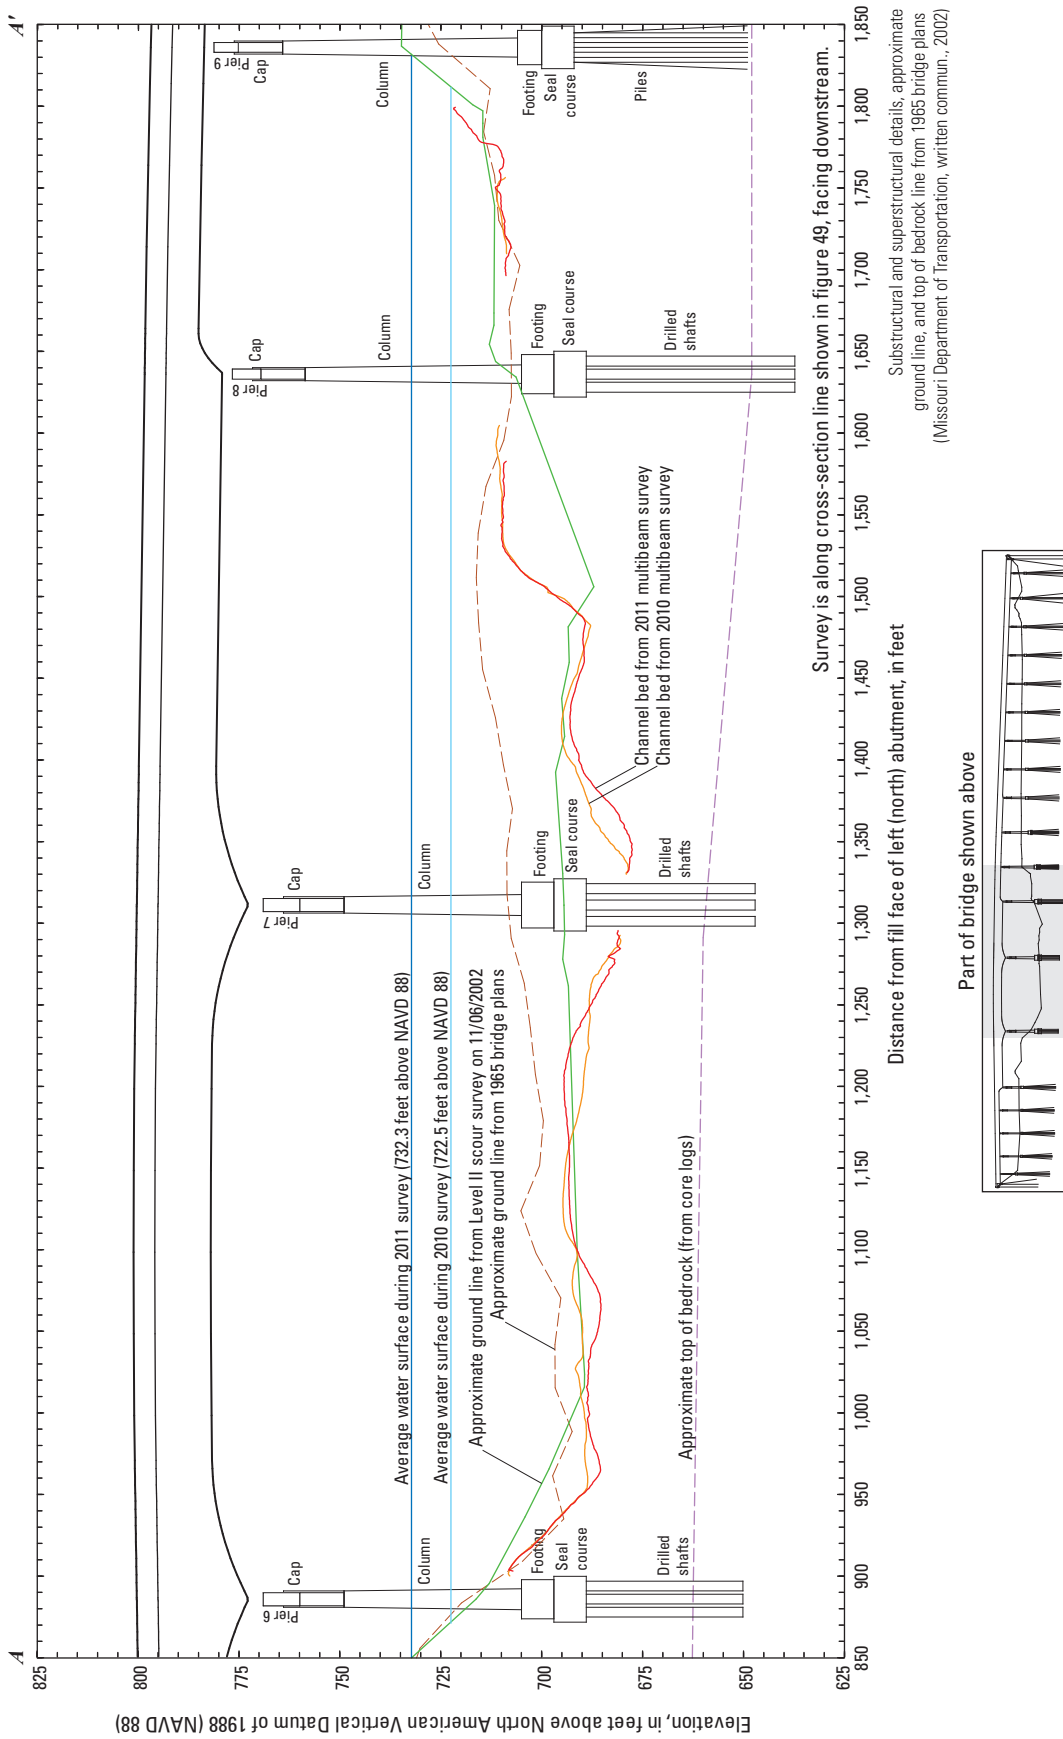 A
A'
Elevation, in feet above North American Vertical Datum of 1988 (NAVD 88)
825
800
775
750
725
700
675
650
625
Pier 6
Cap
Column
Footing
Seal
course
Drilled
shafts
Pier 7
Cap
Column
Footing
Seal course
Drilled
shafts
Pier 8
Cap
Column
Footing
Seal course
Drilled
shafts
Pier 9
Cap
Column
Footing
Seal
course
Piles
Average water surface during 2011 survey (732.3 feet above NAVD 88)
Average water surface during 2010 survey (722.5 feet above NAVD 88)
Approximate ground line from Level II scour survey on 11/06/2002
Approximate ground line from 1965 bridge plans
Channel bed from 2011 multibeam survey
Channel bed from 2010 multibeam survey
Approximate top of bedrock (from core logs)
Survey is along cross-section line shown in figure 49, facing downstream.
850
900
950
1,000
1,050
1,100
1,150
1,200
1,250
1,300
1,350
1,400
1,450
1,500
1,550
1,600
1,650
1,700
1,750
1,800
1,850
Distance from fill face of left (north) abutment, in feet
Substructural and superstructural details, approximate
ground line, and top of bedrock line from 1965 bridge plans
(Missouri Department of Transportation, written commun., 2002)
Part of bridge shown above